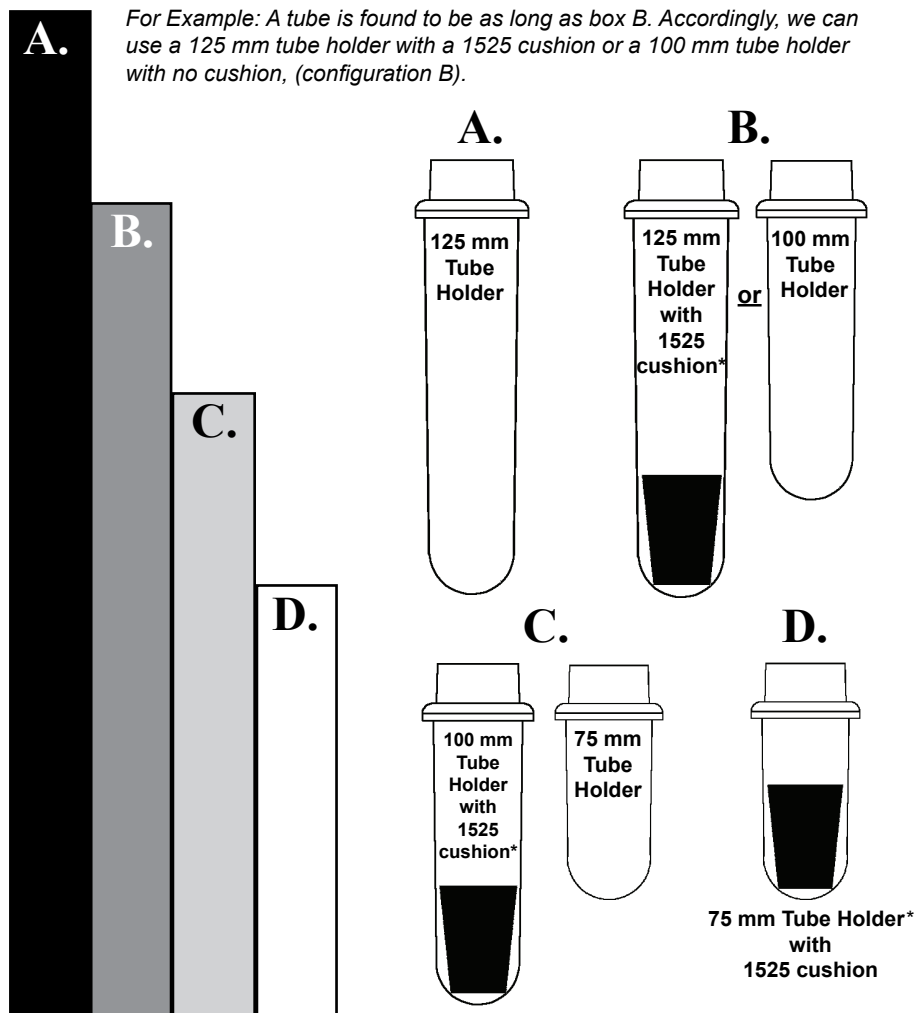 For Example: A tube is found to be as long as box B. Accordingly, we can
use a 125 mm tube holder with a 1525 cushion or a 100 mm tube holder
with no cushion, (configuration B).
A.
B.
C.
D.
A.
125 mm
Tube
Holder
B.
125 mm
Tube
Holder
with
1525
cushion*
or
100 mm
Tube
Holder
C.
100 mm
Tube
Holder
with
1525
cushion*
75 mm
Tube
Holder
D.
75 mm Tube Holder*
with
1525 cushion